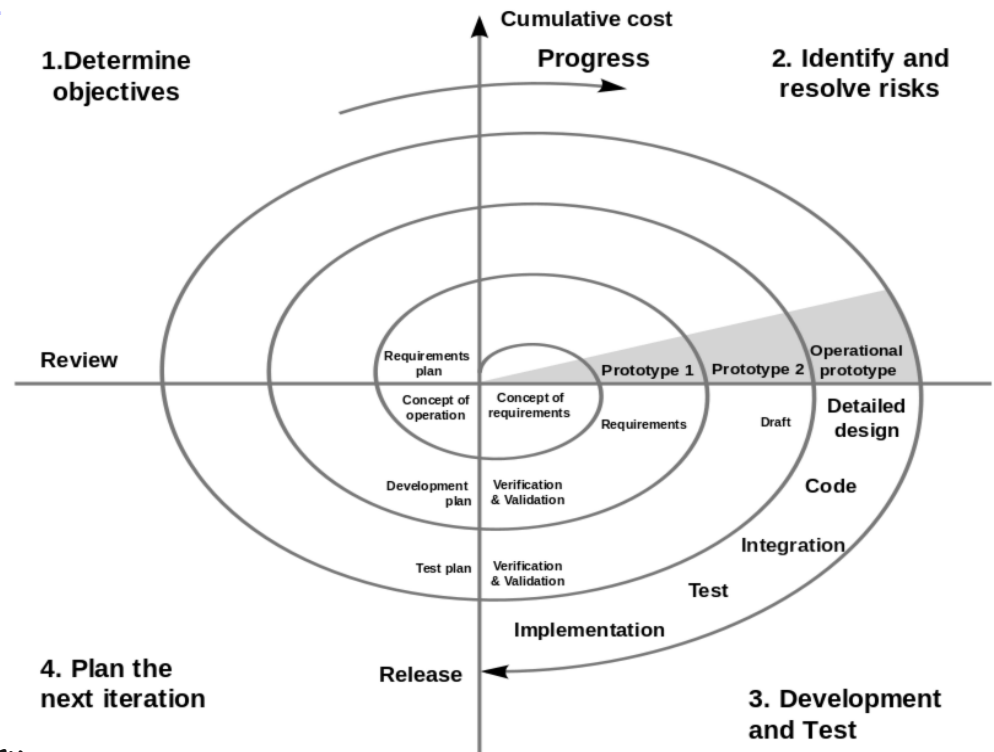 Cumulative cost
1.Determine
objectives
Progress
2. Identify and
resolve risks
Review
Requirements
plan
Prototype 1
Prototype 2
Operational
prototype
Concept of
operation
Concept of
requirements
Requirements
Draft
Detailed
design
Development
plan
Verification
& Validation
Code
Integration
Test plan
Verification
& Validation
Test
Implementation
Release
4. Plan the
next iteration
3. Development
and Test